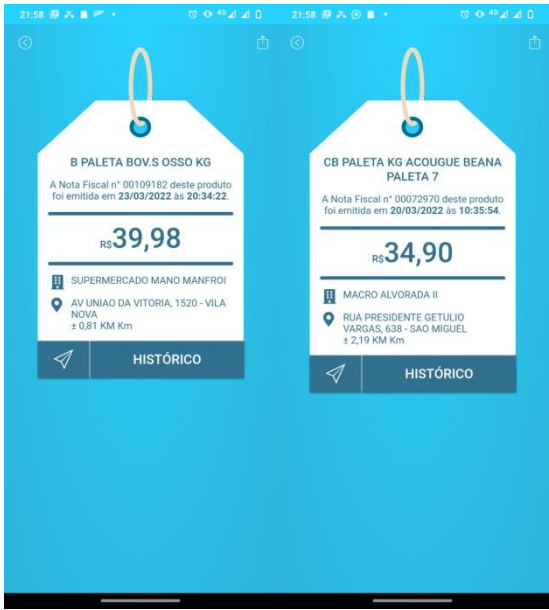 21:58
4G
B PALETA BOV.S OSSO KG
A Nota Fiscal n° 00109182 deste produto
foi emitida em 23/03/2022 às 20:34:22.
R$39,98
SUPERMERCADO MANO MANFROI
AV UNIAO DA VITORIA, 1520 - VILA
NOVA
± 0,81 KM Km
HISTÓRICO
21:58
4G
CB PALETA KG ACOUGUE BEANA
PALETA 7
A Nota Fiscal n° 00072970 deste produto
foi emitida em 20/03/2022 às 10:35:54.
R$34,90
MACRO ALVORADA II
RUA PRESIDENTE GETULIO
VARGAS, 638 - SAO MIGUEL
± 2,19 KM Km
HISTÓRICO